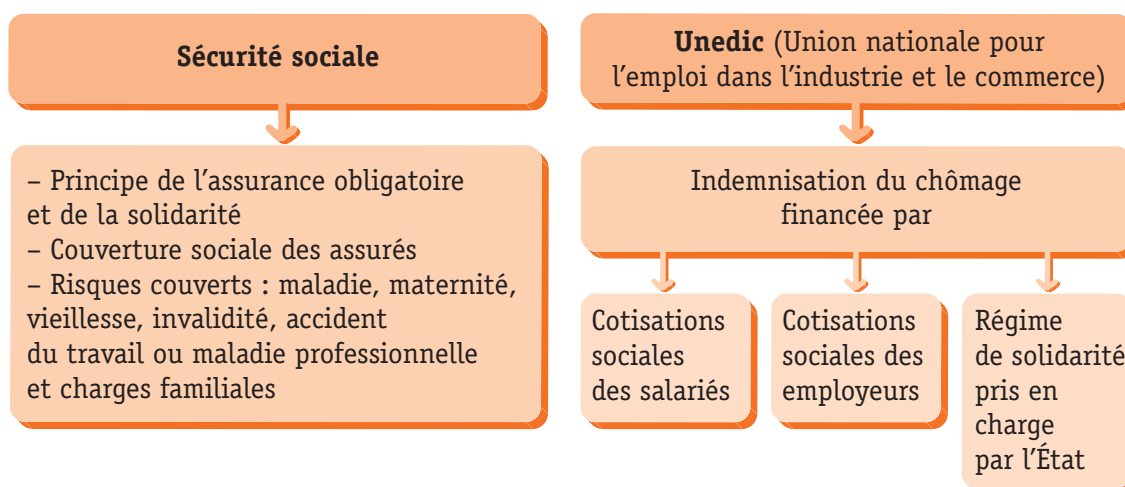 Sécurité sociale
– Principe de l’assurance obligatoire
et de la solidarité
– Couverture sociale des assurés
– Risques couverts : maladie, maternité,
vieillesse, invalidité, accident
du travail ou maladie professionnelle
et charges familiales
Unedic (Union nationale pour
l’emploi dans l’industrie et le commerce)
Indemnisation du chômage
financée par
Cotisations
sociales
des salariés
Cotisations
sociales des
employeurs
Régime
de solidarité
pris en
charge
par l’État